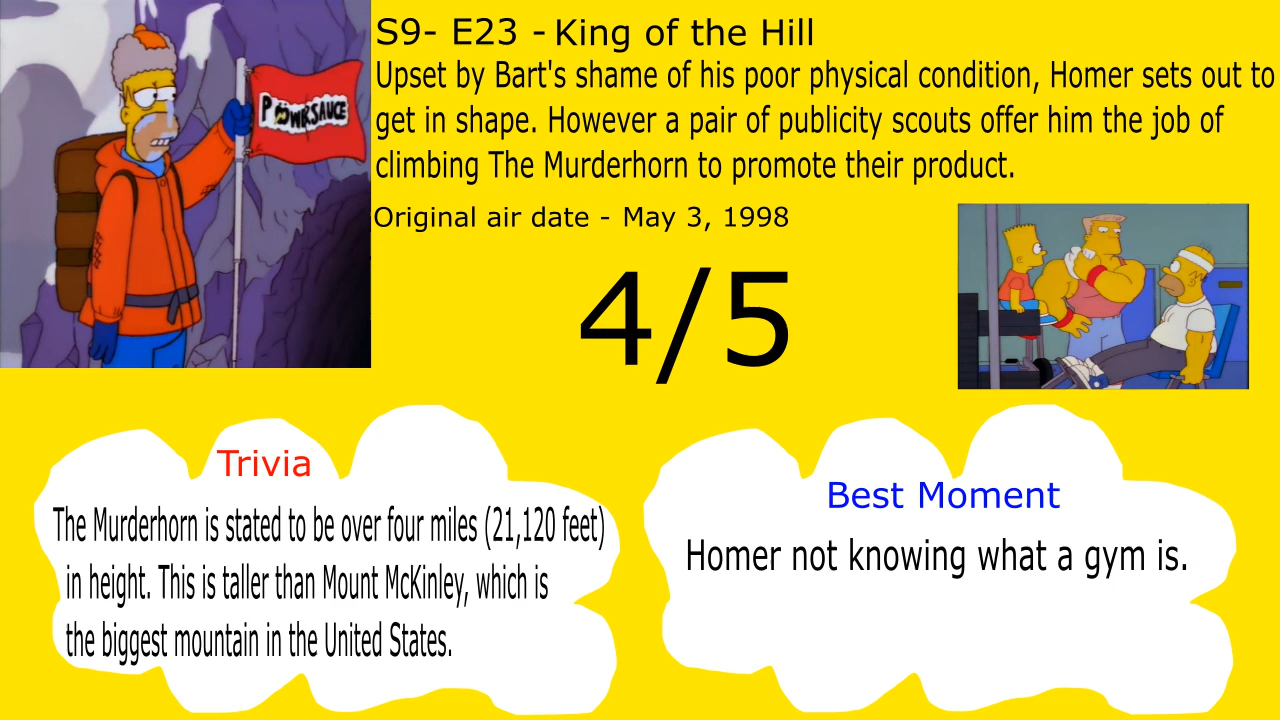 S9- E23 - King of the Hill
Upset by Bart's shame of his poor physical condition, Homer sets out to
get in shape. However a pair of publicity scouts offer him the job of
climbing The Murderhorn to promote their product.
Original air date - May 3, 1998
POWRSAUCE
4/5
Trivia
The Murderhorn is stated to be over four miles (21,120 feet)
in height. This is taller than Mount McKinley, which is
the biggest mountain in the United States.
Best Moment
Homer not knowing what a gym is.